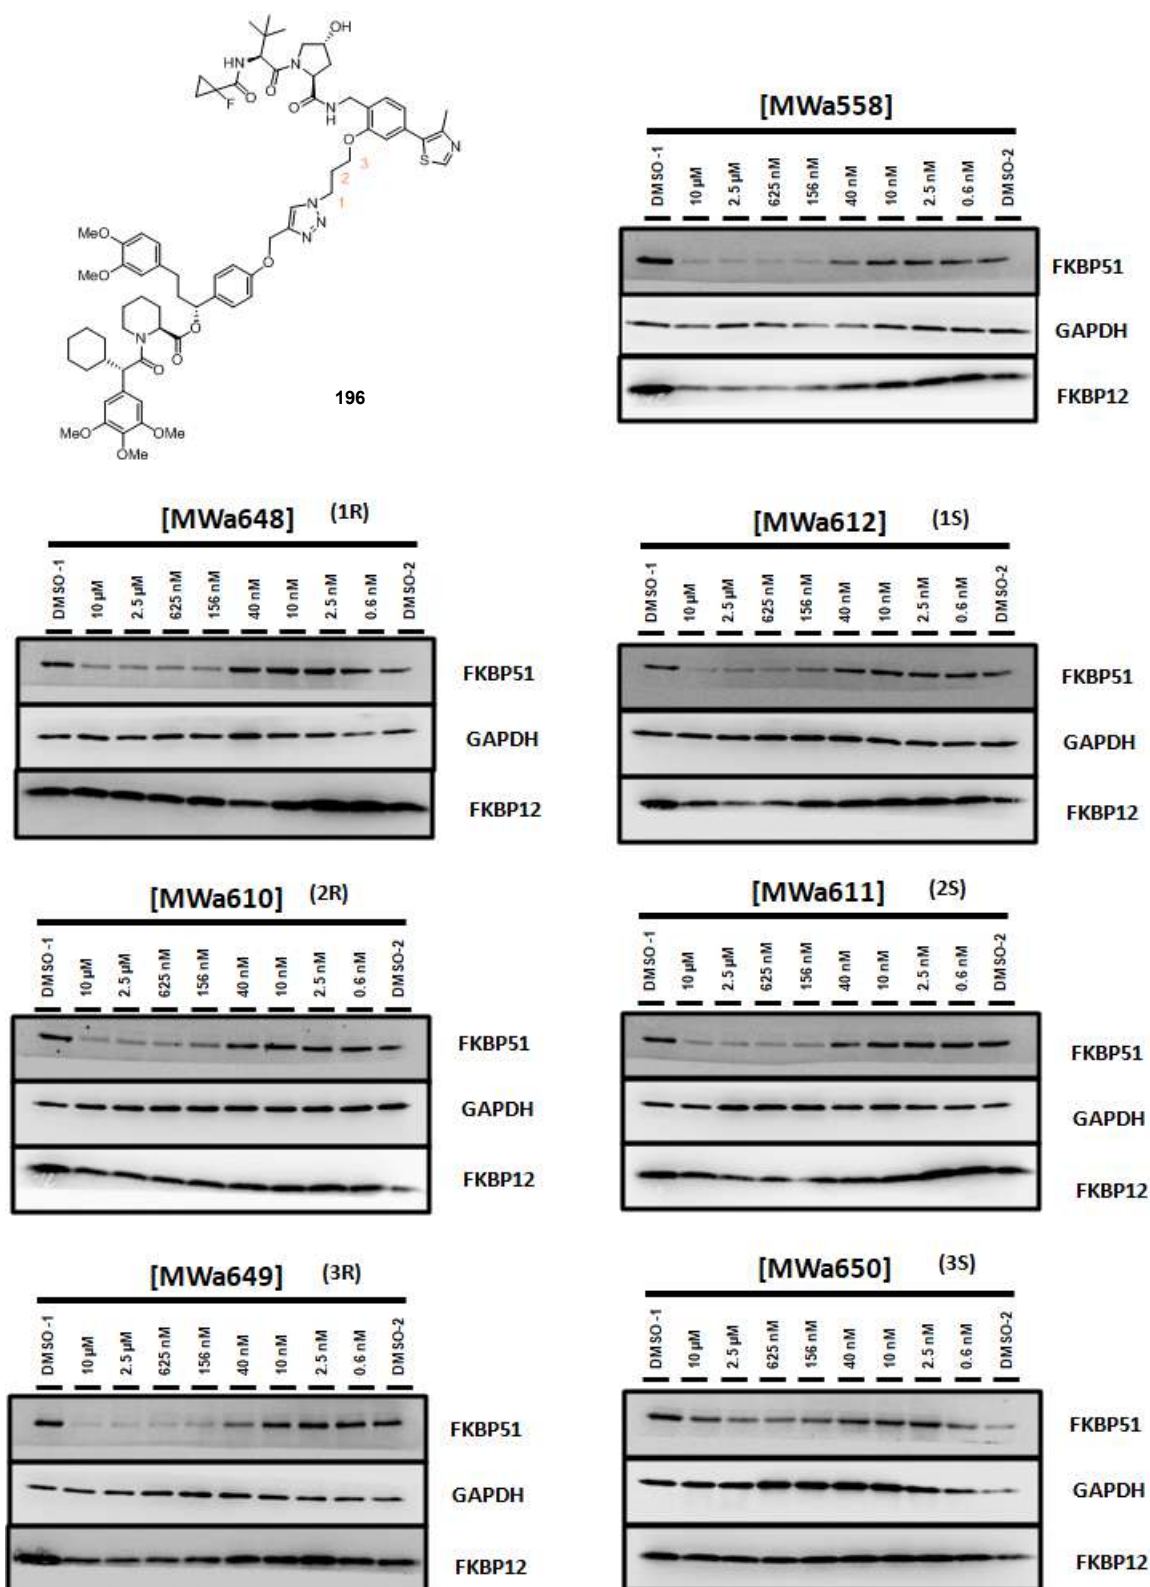 OH
HN
N
O
O
F
O
N
H
O
3
2
1
S
N
N
N
N
MeO
MeO
O
O
N
O
O
MeO
OMe
OMe
196
[MWa558]
DMSO -1
10 µM
2.5 µM
625 nM
156 nM
40 nM
10 nM
2.5 nM
0.6 nM
DMSO-2
FKBP51
GAPDH
FKBP12
[MWa648] (1R)
DMSO -1
10 µM
2.5 µM
625 nM
156 nM
40 nM
10 nM
2.5 nM
0.6 nM
DMSO-2
FKBP51
GAPDH
FKBP12
[MWa612] (1S)
DMSO -1
10 µM
2.5 µM
625 nM
156 nM
40 nM
10 nM
2.5 nM
0.6 nM
DMSO-2
FKBP51
GAPDH
FKBP12
[MWa610] (2R)
DMSO -1
10 µM
2.5 µM
625 nM
156 nM
40 nM
10 nM
2.5 nM
0.6 nM
DMSO-2
FKBP51
GAPDH
FKBP12
[MWa611] (2S)
DMSO -1
10 µM
2.5 µM
625 nM
156 nM
40 nM
10 nM
2.5 nM
0.6 nM
DMSO-2
FKBP51
GAPDH
FKBP12
[MWa649] (3R)
DMSO -1
10 µM
2.5 µM
625 nM
156 nM
40 nM
10 nM
2.5 nM
0.6 nM
DMSO-2
FKBP51
GAPDH
FKBP12
[MWa650] (3S)
DMSO -1
10 µM
2.5 µM
625 nM
156 nM
40 nM
10 nM
2.5 nM
0.6 nM
DMSO-2
FKBP51
GAPDH
FKBP12